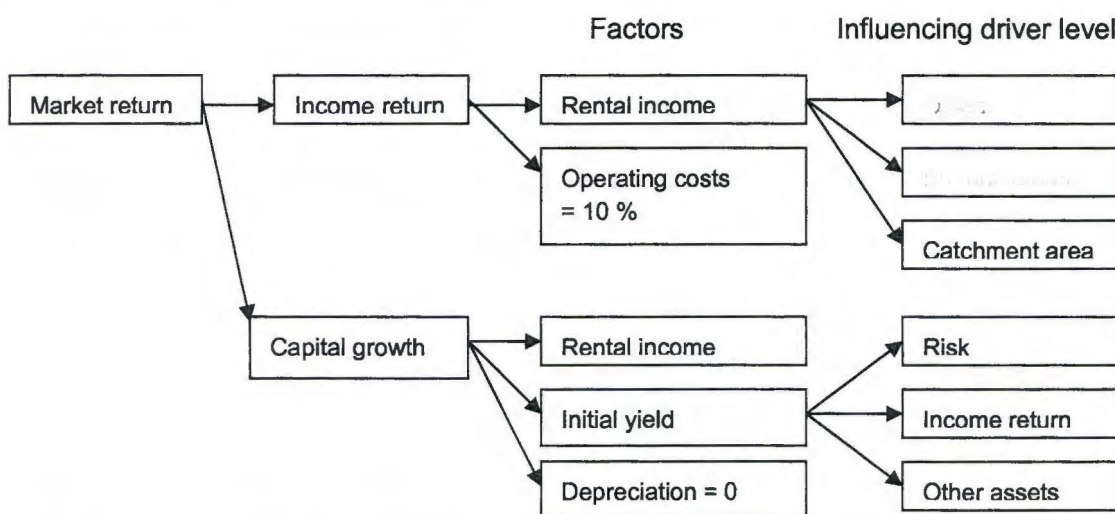 Factors
Influencing driver level
Market return
Income return
Rental income
Operating costs
= 10 %
Catchment area
Capital growth
Rental income
Risk
Initial yield
Income return
Depreciation = 0
Other assets